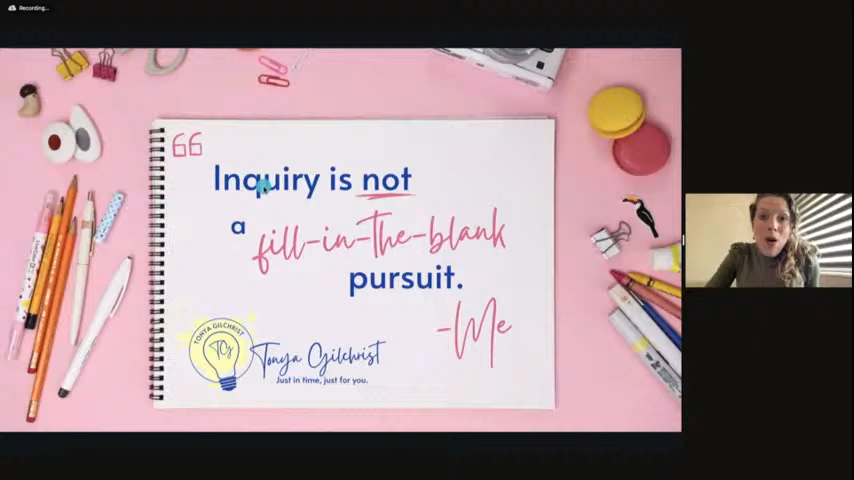 Recording...
66
Inquiry is not
a fill-in-the-blank
pursuit.
-Me
TONYA GILCHRIST
TG
Tonya Gilchrist
Just in time, just for you.